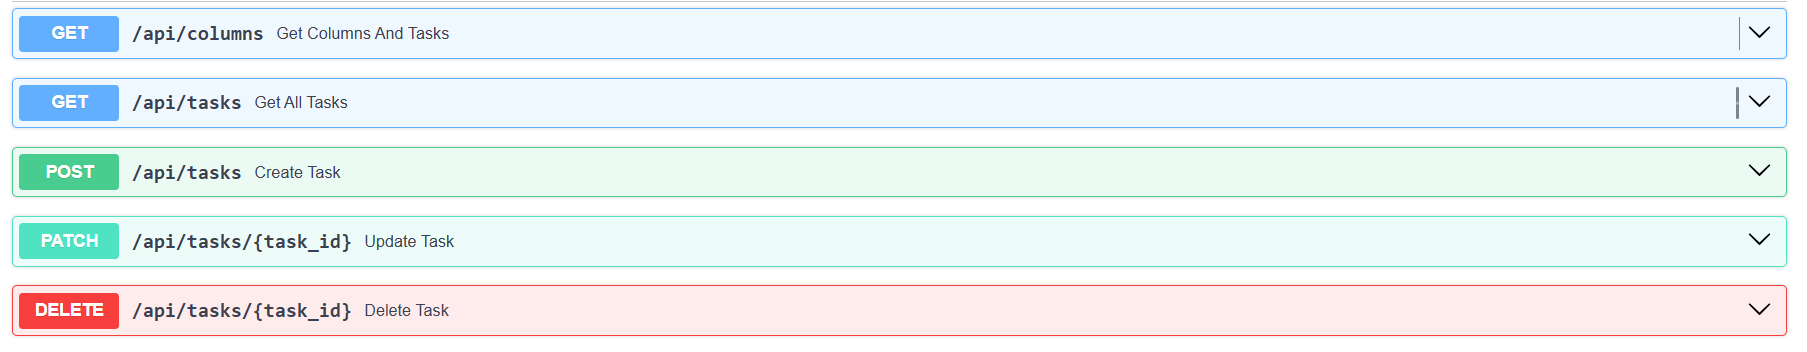 GET /api/columns Get Columns And Tasks
GET /api/tasks Get All Tasks
POST /api/tasks Create Task
PATCH /api/tasks/{task_id} Update Task
DELETE /api/tasks/{task_id} Delete Task